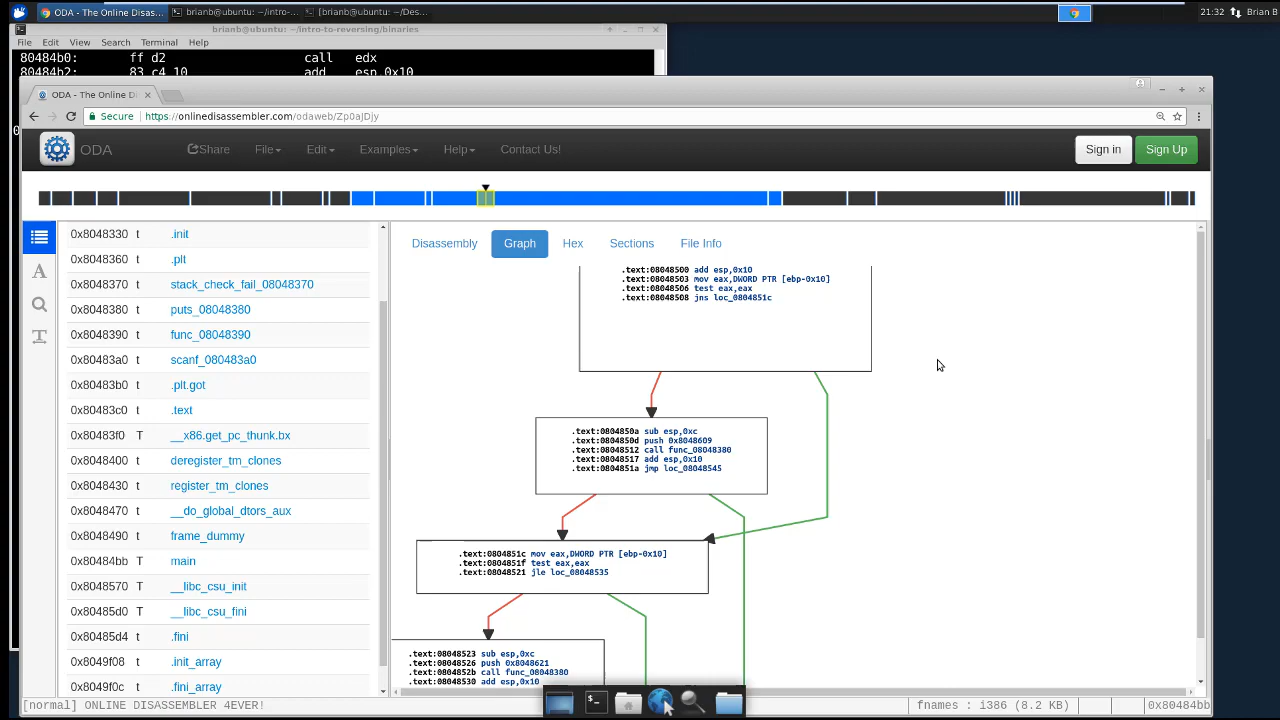 ODA - The Online Disas...
brianb@ubuntu: ~/intro-...
[brianb@ubuntu: ~/Des...
21:32
Brian B
brianb@ubuntu: ~/intro-to-reversing/binaries
File Edit View Search Terminal Help
80484b0: ff d2 call edx
80484b2: 83 c4 10 add esp,0x10
ODA - The Online Di
Secure https://onlinedisassembler.com/odaweb/Zp0aJDjy
ODA Share File Edit Examples Help Contact Us! Sign in Sign Up
Disassembly Graph Hex Sections File Info
0x8048330 t .init
0x8048360 t .plt
0x8048370 t stack_check_fail_08048370
0x8048380 t puts_08048380
0x8048390 t func_08048390
0x80483a0 t scanf_080483a0
0x80483b0 t .plt.got
0x80483c0 t .text
0x80483f0 T __x86.get_pc_thunk.bx
0x8048400 t deregister_tm_clones
0x8048430 t register_tm_clones
0x8048470 t __do_global_dtors_aux
0x8048490 t frame_dummy
0x80484bb T main
0x8048570 T __libc_csu_init
0x80485d0 T __libc_csu_fini
0x80485d4 t .fini
0x8049f08 t .init_array
0x8049f0c t .fini_array
.text:08048500 add esp,0x10
.text:08048503 mov eax,DWORD PTR [ebp-0x10]
.text:08048506 test eax,eax
.text:08048508 jns loc_0804851c
.text:0804850a sub esp,0xc
.text:0804850d push 0x8048609
.text:08048512 call func_08048380
.text:08048517 add esp,0x10
.text:0804851a jmp loc_08048545
.text:0804851c mov eax,DWORD PTR [ebp-0x10]
.text:0804851f test eax,eax
.text:08048521 jle loc_08048535
.text:08048523 sub esp,0xc
.text:08048526 push 0x8048621
.text:0804852b call func_08048380
.text:08048530 add esp,0x10
[normal] ONLINE DISASSEMBLER 4EVER!
fnames : i386 (8.2 KB)
0x80484bb